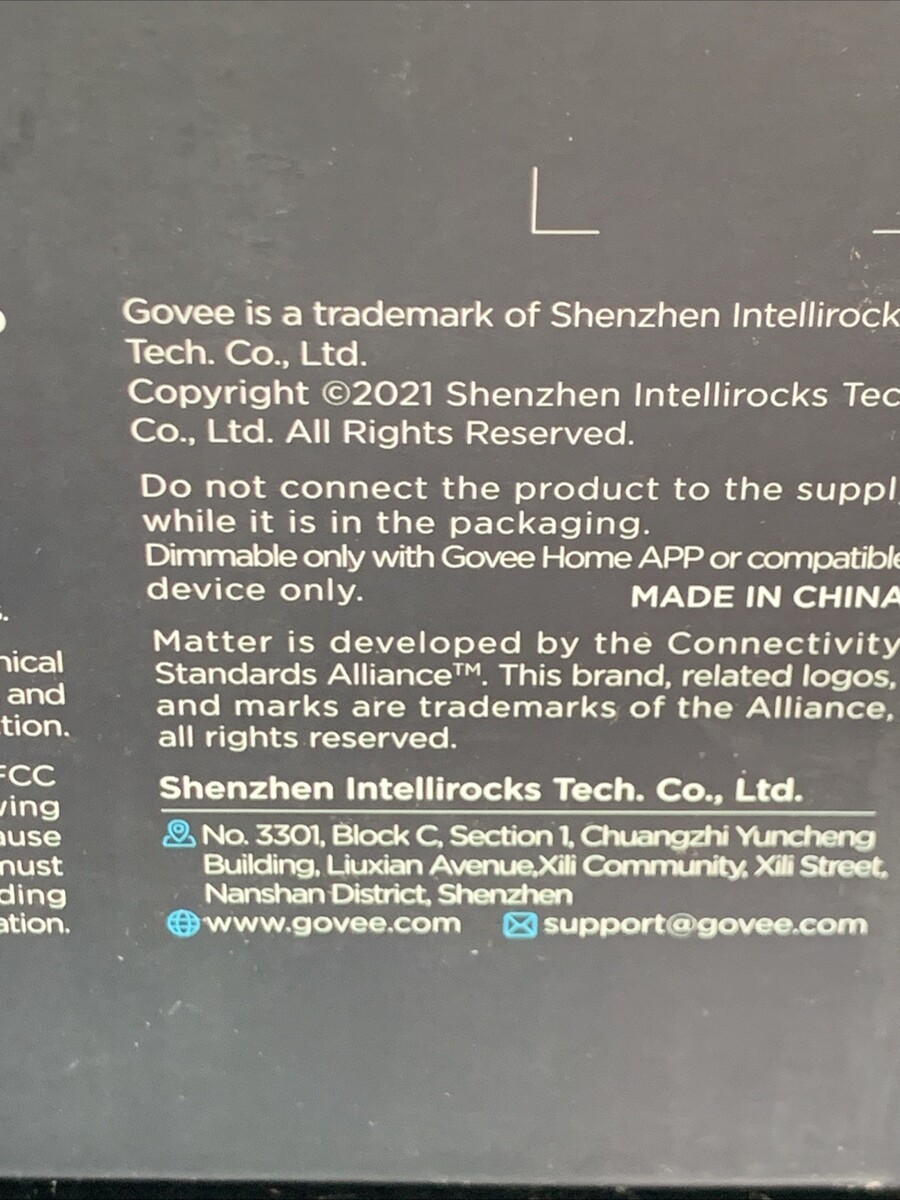 Govee is a trademark of Shenzhen Intellirock
Tech. Co., Ltd.
Copyright ©2021 Shenzhen Intellirocks Tec
Co., Ltd. All Rights Reserved.
Do not connect the product to the suppl
while it is in the packaging.
Dimmable only with Govee Home APP or compatible
device only.
MADE IN CHINA
Matter is developed by the Connectivity
Standards Alliance™. This brand, related logos,
and marks are trademarks of the Alliance,
all rights reserved.
Shenzhen Intellirocks Tech. Co., Ltd.
No. 3301, Block C, Section 1, Chuangzhi Yuncheng
Building, Liuxian Avenue,Xili Community, Xili Street,
Nanshan District, Shenzhen
www.govee.com
support@govee.com
nical
and
tion.
FCC
ving
ause
must
ding
ation.